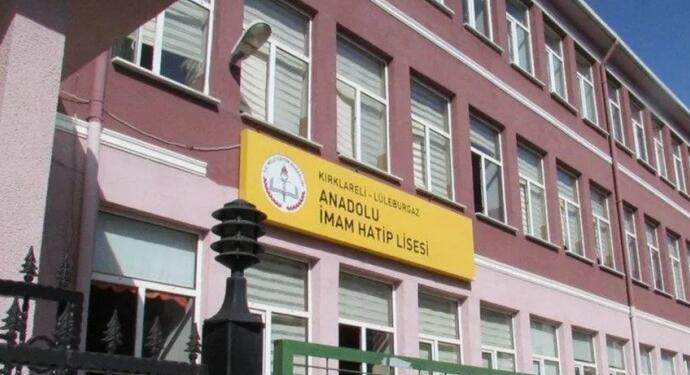 KIRKLARELİ - LÜLEBURGAZ
ANADOLU
İMAM HATİP LİSESİ